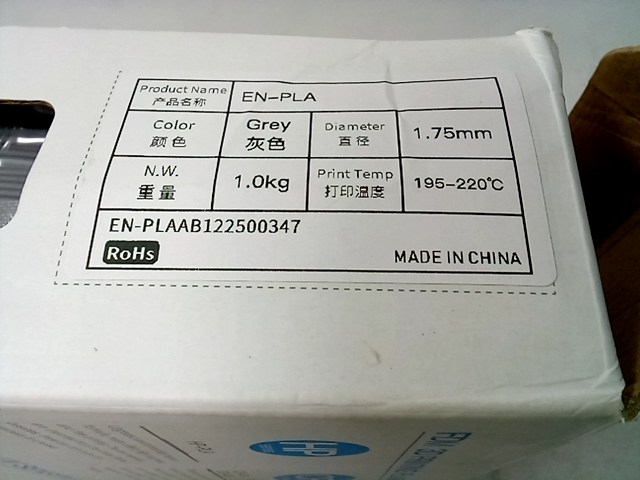 Product Name
产品名称
EN-PLA
Color
颜色
Grey
灰色
Diameter
直径
1.75mm
N.W.
重量
1.0kg
Print Temp
打印温度
195-220℃
EN-PLAAB122500347
RoHs
MADE IN CHINA
HP